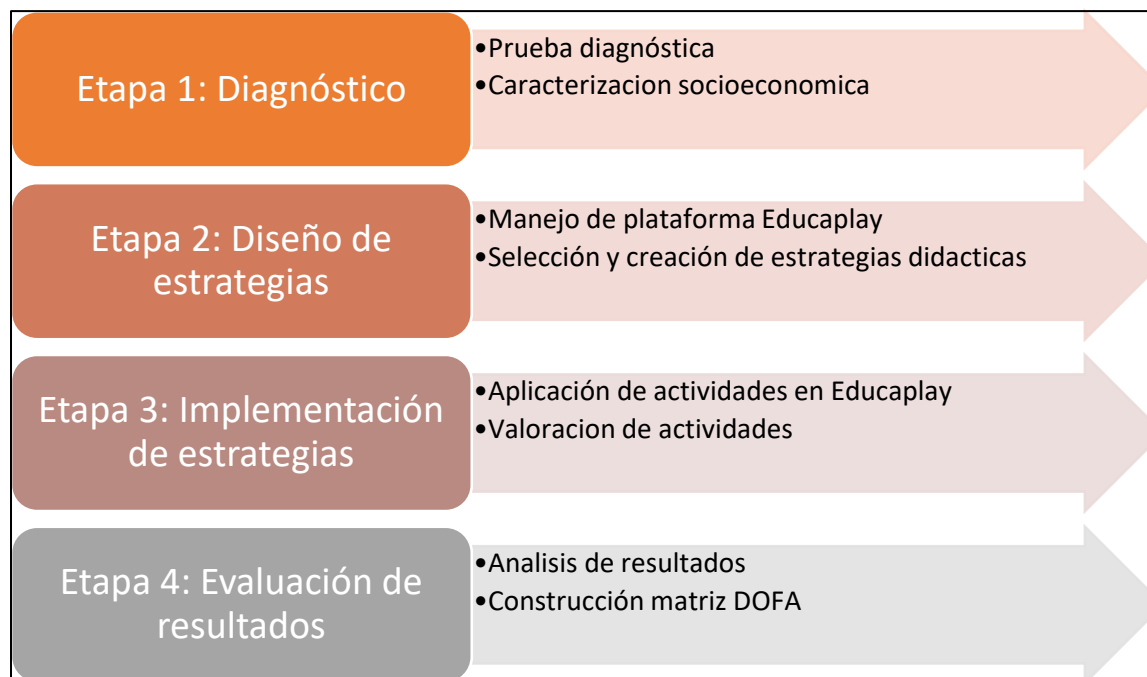 Etapa 1: Diagnóstico
•Prueba diagnóstica
•Caracterizacion socioeconomica
Etapa 2: Diseño de
estrategias
•Manejo de plataforma Educaplay
•Selección y creación de estrategias didacticas
Etapa 3: Implementación
de estrategias
•Aplicación de actividades en Educaplay
•Valoracion de actividades
Etapa 4: Evaluación de
resultados
•Analisis de resultados
•Construcción matriz DOFA